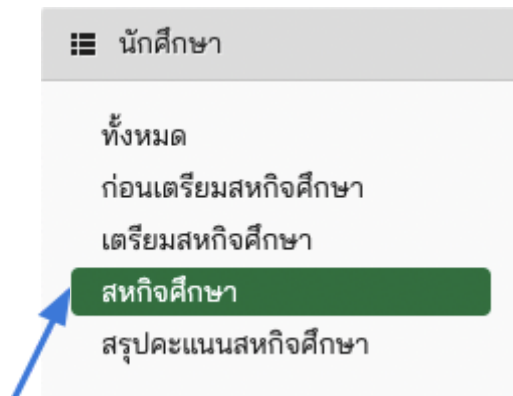 นักศึกษา
ทั้งหมด
ก่อนเตรียมสหกิจศึกษา
เตรียมสหกิจศึกษา
สหกิจศึกษา
สรุปคะแนนสหกิจศึกษา